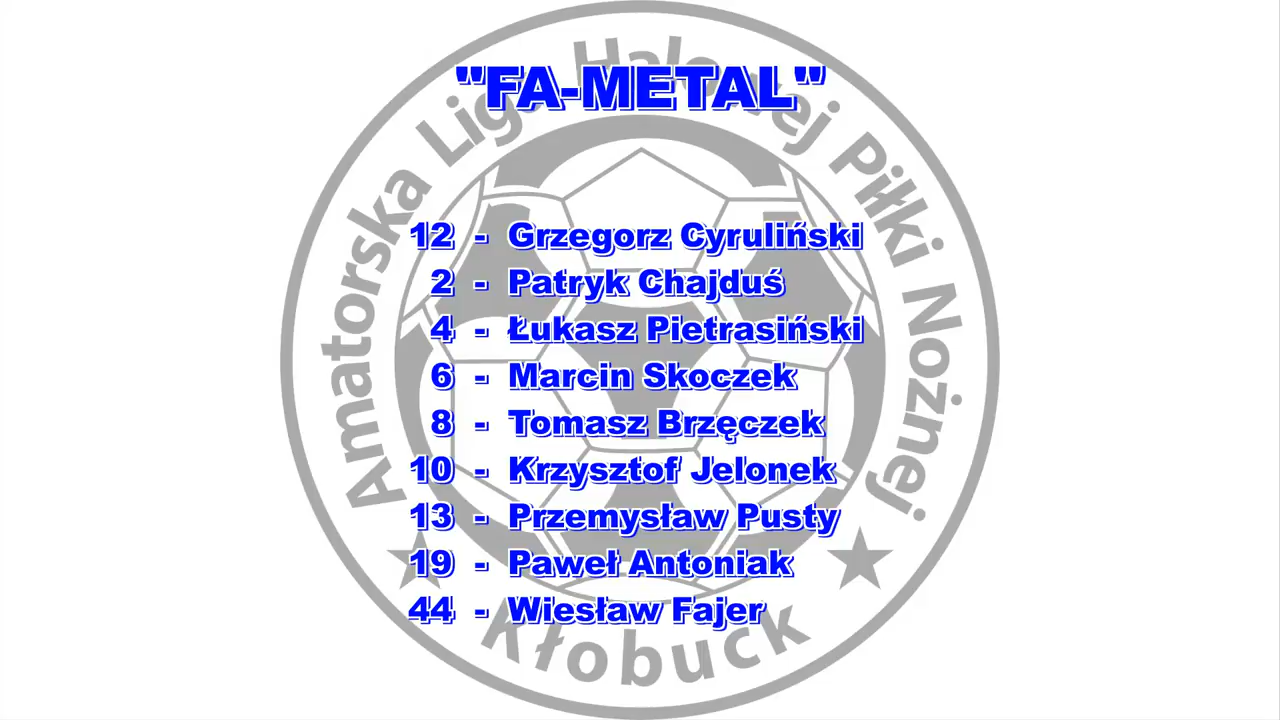 "FA-METAL"
12 - Grzegorz Cyruliński
2 - Patryk Chajduś
4 - Łukasz Pietrasiński
6 - Marcin Skoczek
8 - Tomasz Brzęczek
10 - Krzysztof Jelonek
13 - Przemysław Pusty
19 - Paweł Antoniak
44 - Wiesław Fajer
Amatorska Liga Halowej Piłki Nożnej
Kłobuck